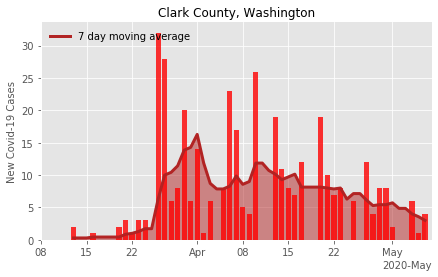 Clark County, Washington
7 day moving average
New Covid-19 Cases
30
25
20
15
10
5
0
08 15 22 Apr 08 15 22 May
2020-May